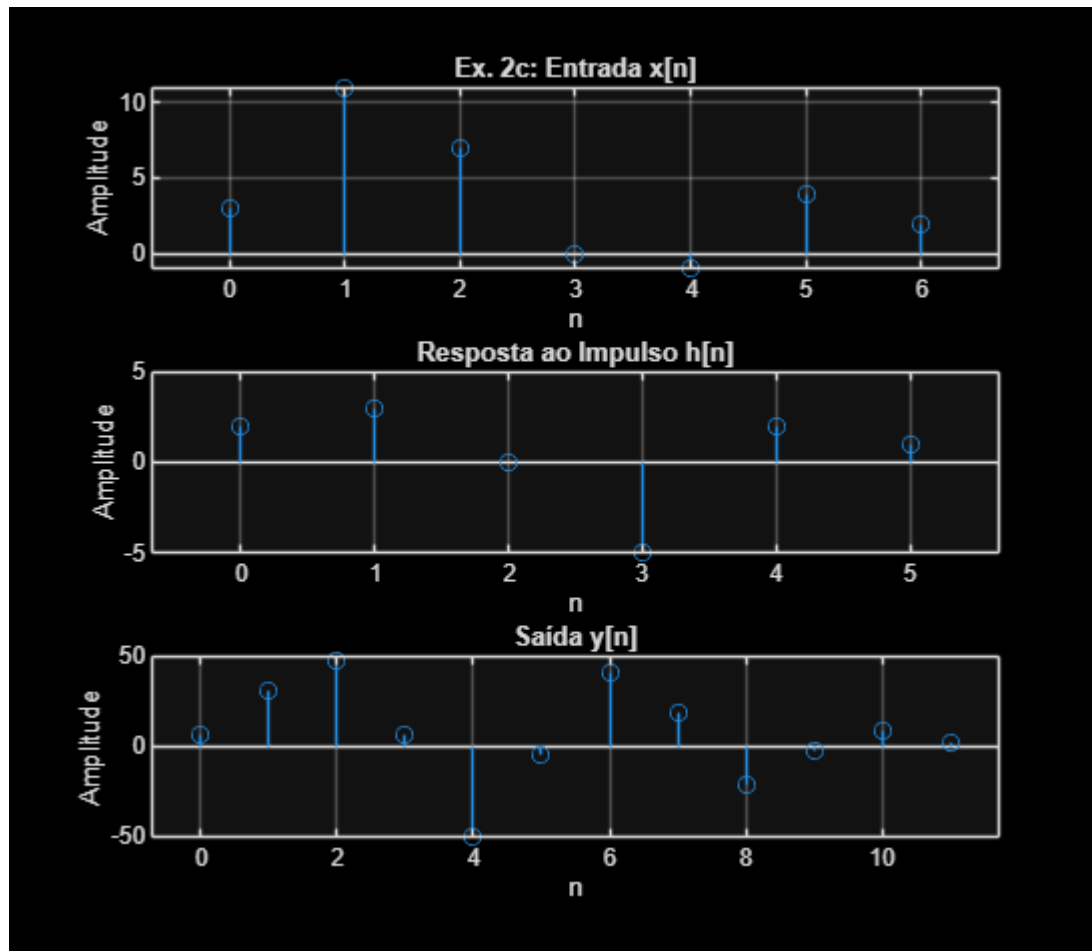 Ex. 2c: Entrada x[n]
10
5
0
Amplitude
0 1 2 3 4 5 6
n
Resposta ao Impulso h[n]
5
0
-5
Amplitude
0 1 2 3 4 5
n
Saída y[n]
50
0
-50
Amplitude
0 2 4 6 8 10
n